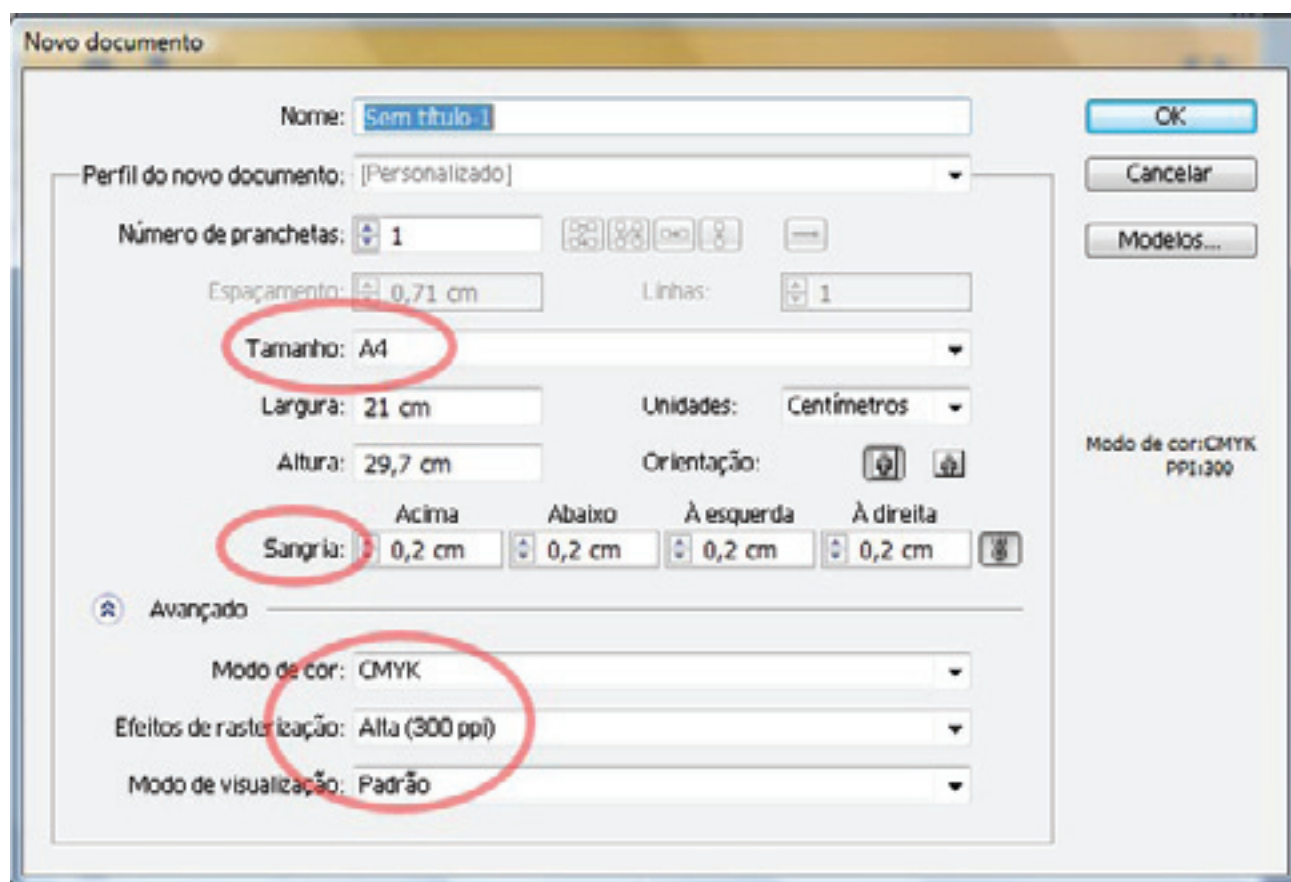 Novo documento
Nome: Sem título-1
OK
Perfil do novo documento: [Personalizado]
Cancelar
Número de pranchetas: 1
Modelos...
Espaçamento: 0,71 cm Linhas: 1
Tamanho: A4
Largura: 21 cm Unidades: Centímetros
Altura: 29,7 cm Orientação:
Modo de cor:CMYK
PPI:300
Acima Abaixo À esquerda À direita
Sangria: 0,2 cm 0,2 cm 0,2 cm 0,2 cm
Avançado
Modo de cor: CMYK
Efeitos de rasterização: Alta (300 ppi)
Modo de visualização: Padrão